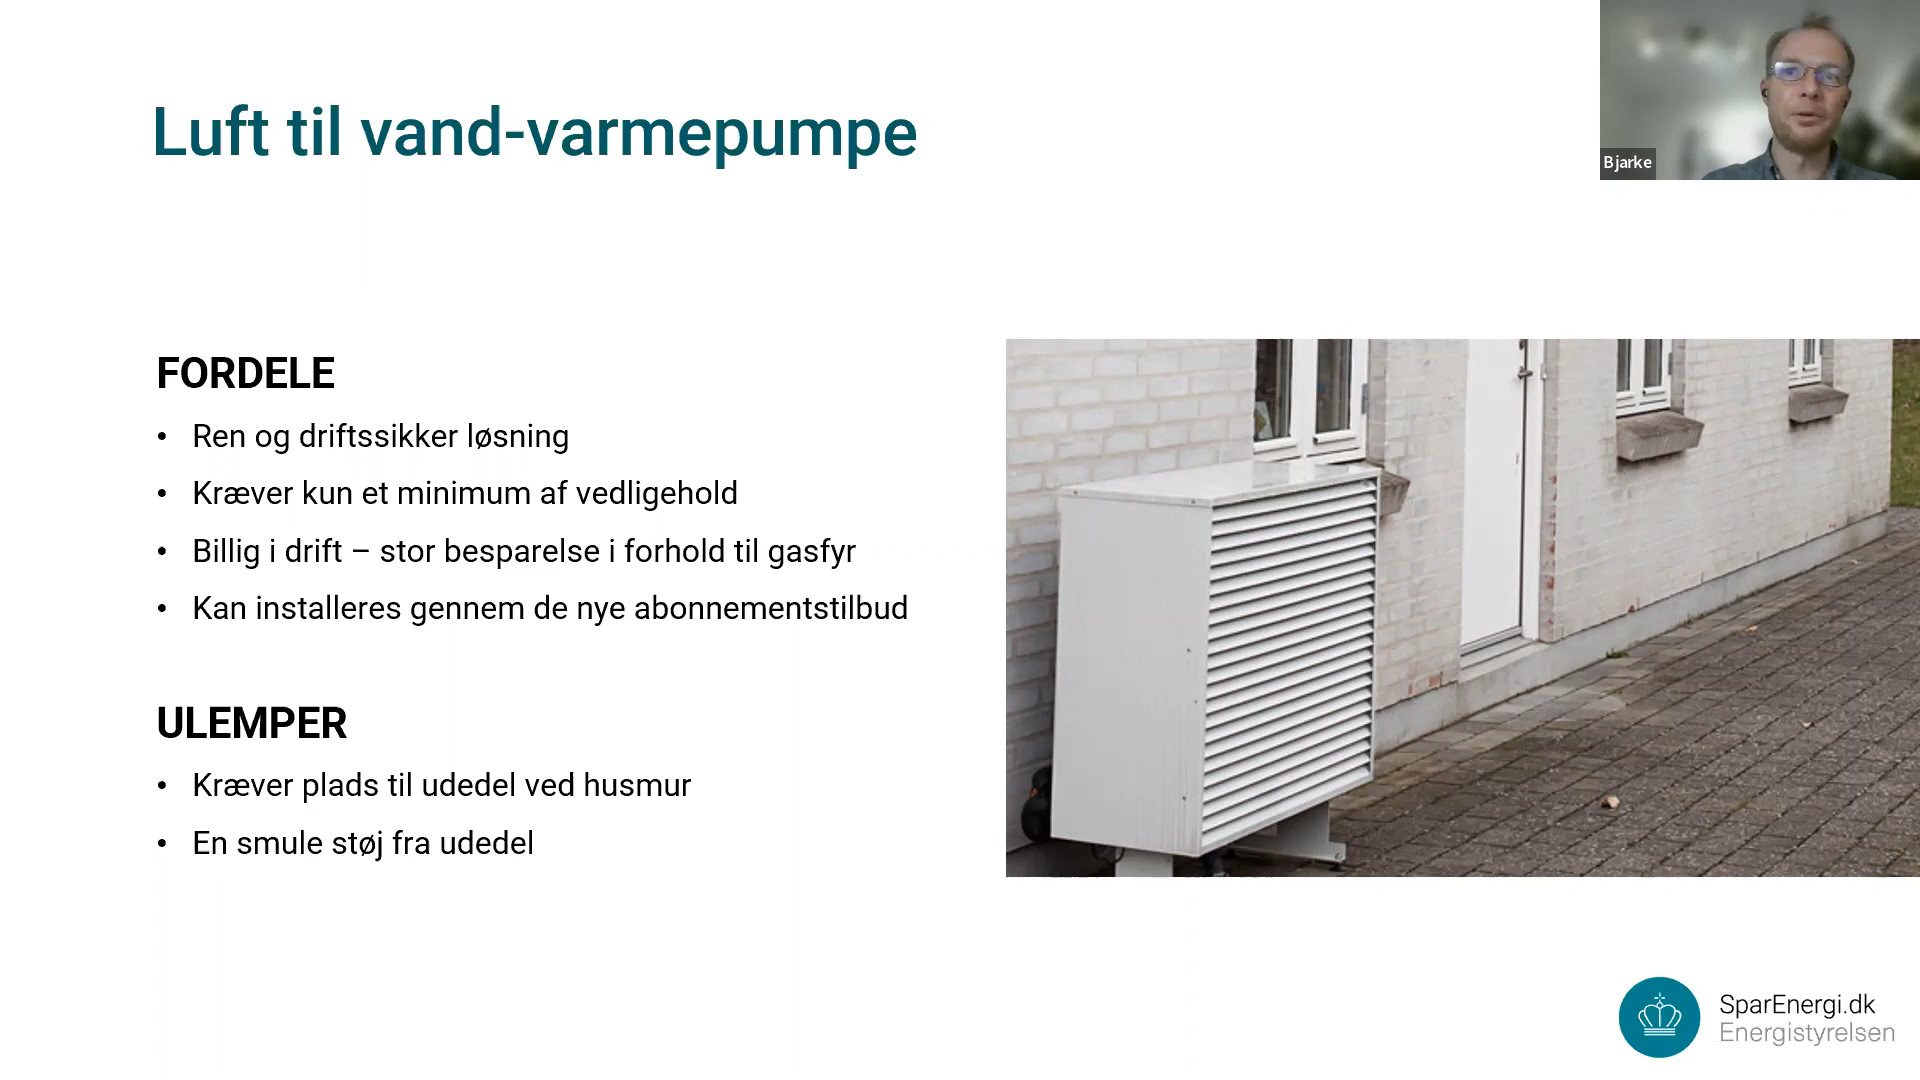 Luft til vand-varmepumpe
Bjarke
FORDELE
• Ren og driftssikker løsning
• Kræver kun et minimum af vedligehold
• Billig i drift – stor besparelse i forhold til gasfyr
• Kan installeres gennem de nye abonnementstilbud
ULEMPER
• Kræver plads til udedel ved husmur
• En smule støj fra udedel
SparEnergi.dk
Energistyrelsen